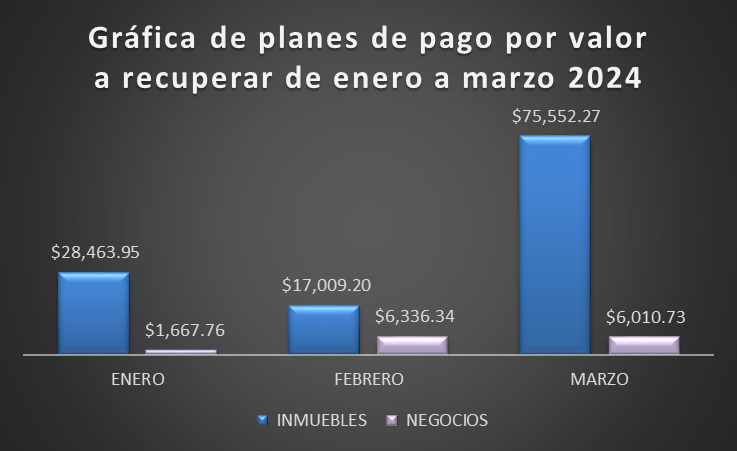 Gráfica de planes de pago por valor
a recuperar de enero a marzo 2024
$75,552.27
$28,463.95
$17,009.20
$6,336.34
$6,010.73
$1,667.76
ENERO
FEBRERO
MARZO
INMUEBLES
NEGOCIOS